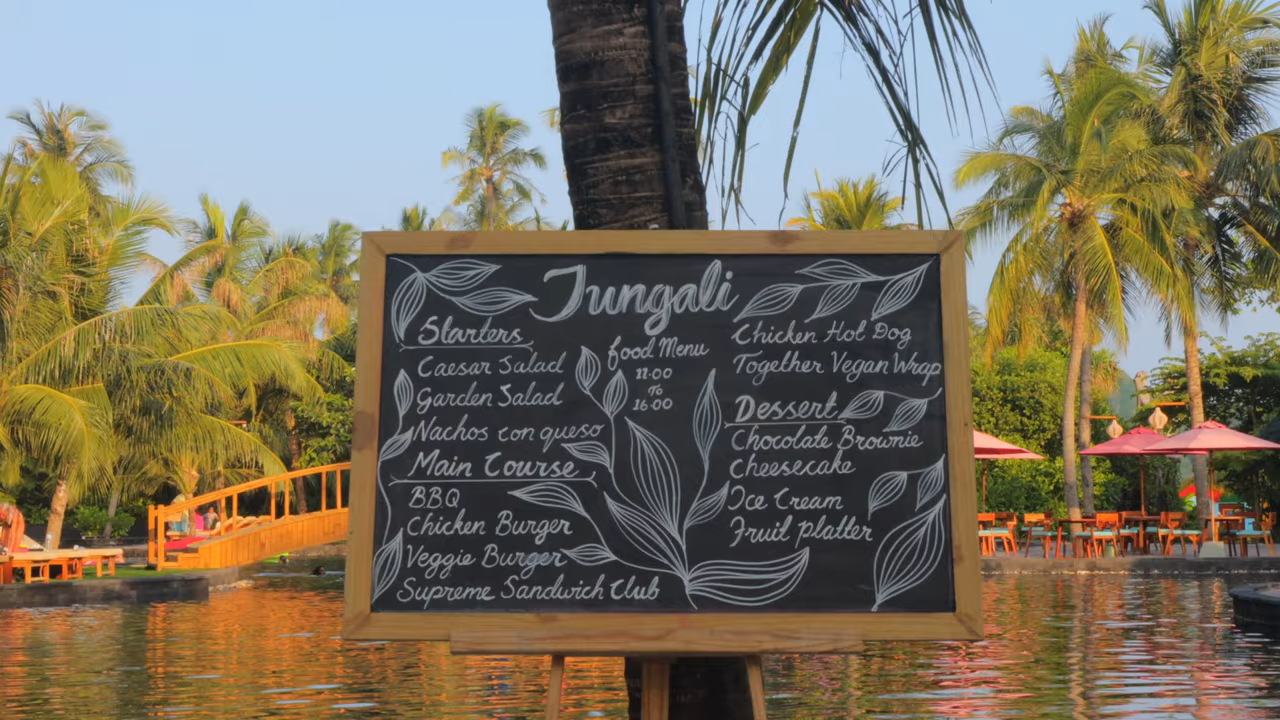 Jungali
food Menu
11:00
To
16:00
Starters
Caesar Salad
Garden Salad
Nachos con queso
Main Course
BBQ
Chicken Burger
Veggie Burger
Supreme Sandwich Club
Chicken Hot Dog
Together Vegan Wrap
Dessert
Chocolate Brownie
Cheesecake
Ice Cream
Fruit platter